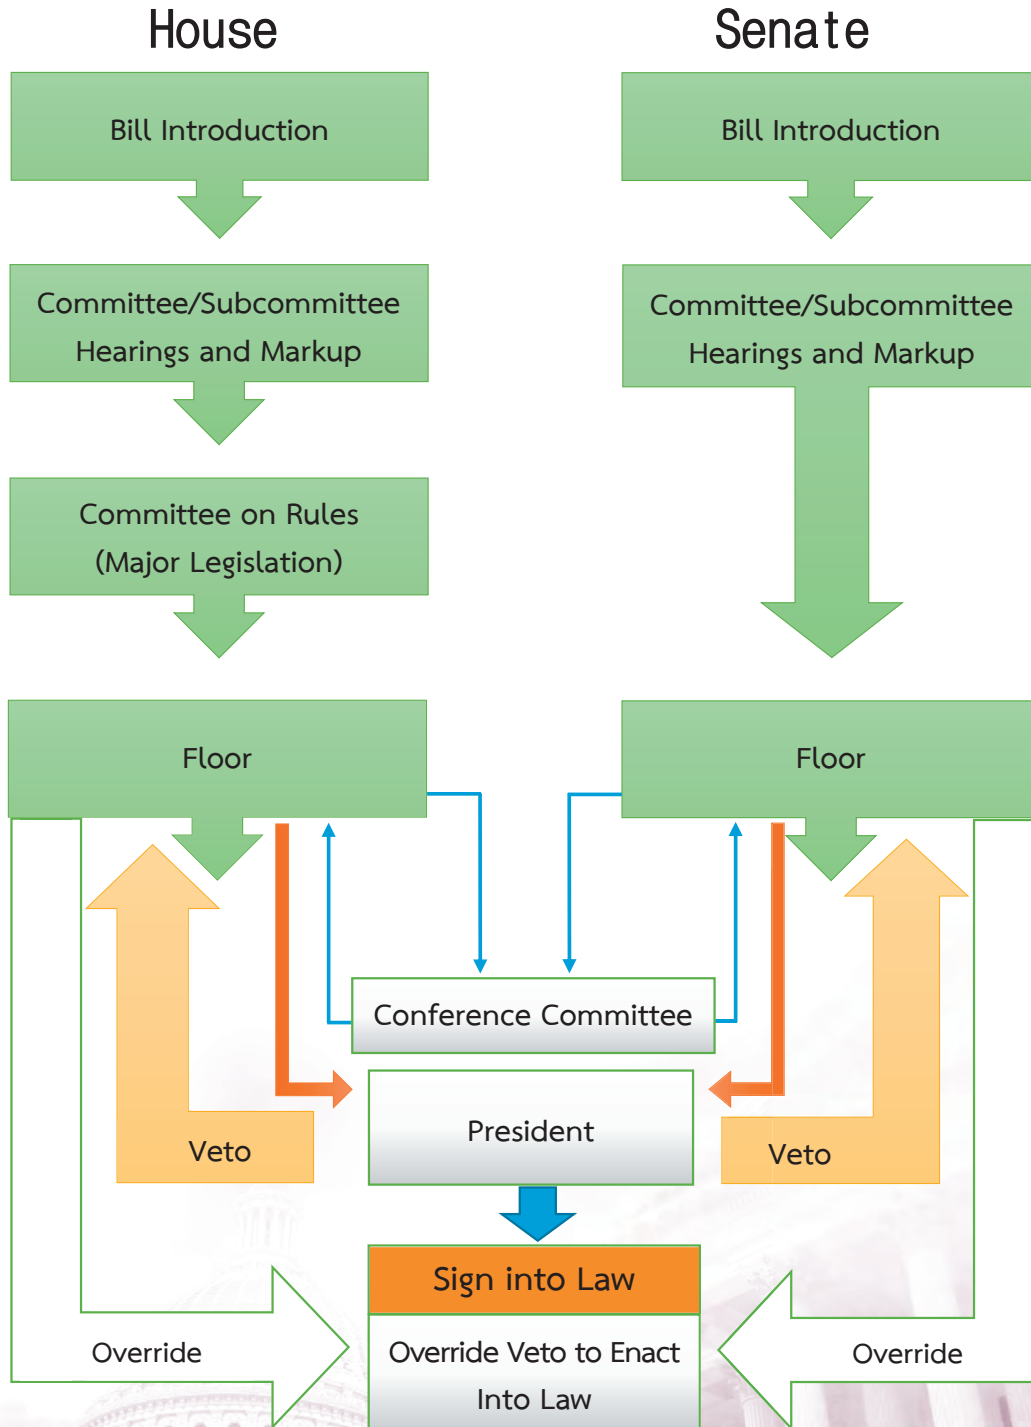 House
Senate
Bill Introduction
Bill Introduction
Committee/Subcommittee
Hearings and Markup
Committee/Subcommittee
Hearings and Markup
Committee on Rules
(Major Legislation)
Floor
Floor
Conference Committee
President
Veto
Veto
Sign into Law
Override
Override Veto to Enact
Into Law
Override